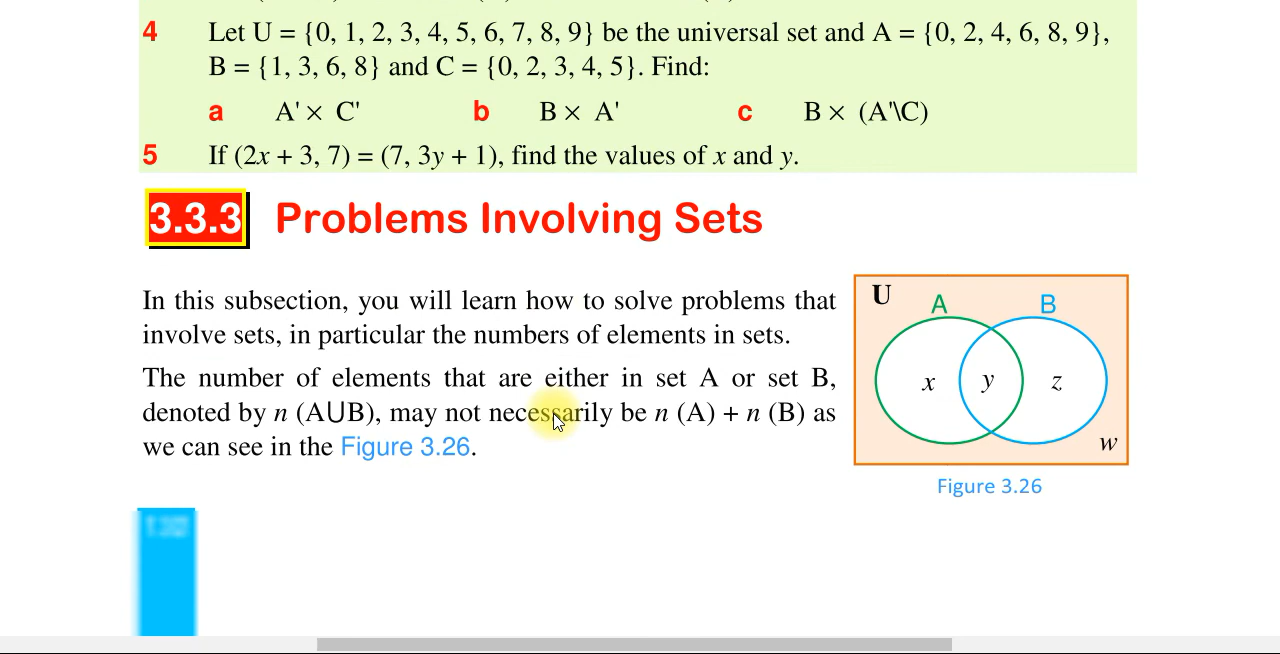 4 Let U = {0, 1, 2, 3, 4, 5, 6, 7, 8, 9} be the universal set and A = {0, 2, 4, 6, 8, 9},
B = {1, 3, 6, 8} and C = {0, 2, 3, 4, 5}. Find:
a A' × C' b B × A' c B × (A'\C)
5 If (2x + 3, 7) = (7, 3y + 1), find the values of x and y.
3.3.3 Problems Involving Sets
In this subsection, you will learn how to solve problems that
involve sets, in particular the numbers of elements in sets.
The number of elements that are either in set A or set B,
denoted by n (A∪B), may not necessarily be n (A) + n (B) as
we can see in the Figure 3.26.
U
A B
x y z
w
Figure 3.26